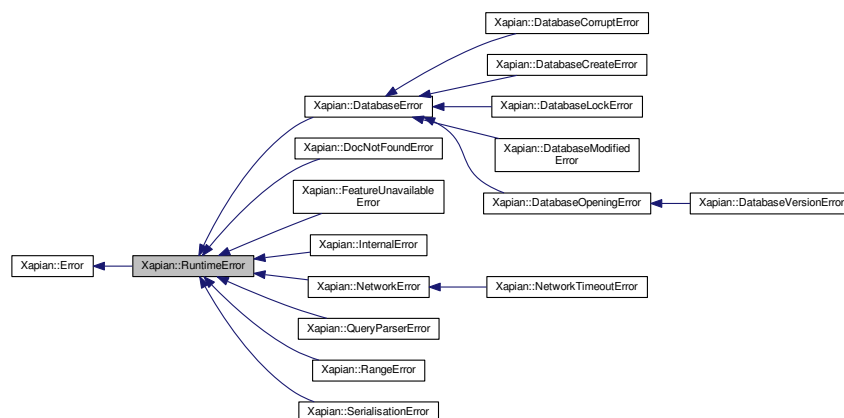 Xapian::DatabaseCorruptError
Xapian::DatabaseCreateError
Xapian::DatabaseError
Xapian::DatabaseLockError
Xapian::DocNotFoundError
Xapian::DatabaseModified
Error
Xapian::FeatureUnavailable
Error
Xapian::DatabaseOpeningError
Xapian::DatabaseVersionError
Xapian::InternalError
Xapian::Error
Xapian::RuntimeError
Xapian::NetworkError
Xapian::NetworkTimeoutError
Xapian::QueryParserError
Xapian::RangeError
Xapian::SerialisationError